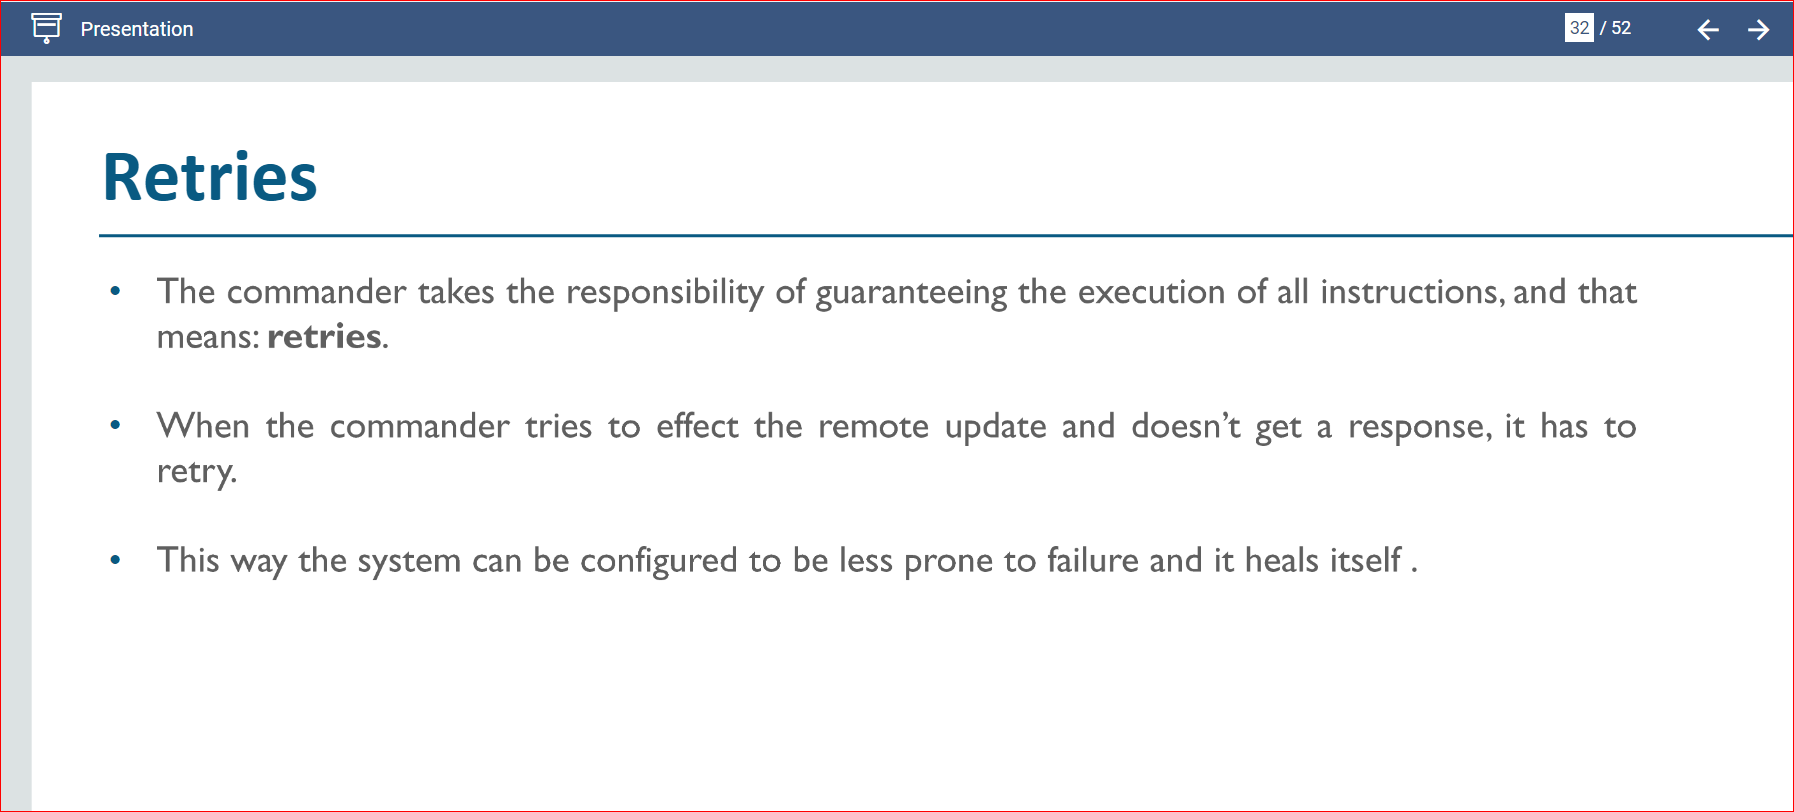 Presentation
32 / 52
Retries
• The commander takes the responsibility of guaranteeing the execution of all instructions, and that
means: retries.
• When the commander tries to effect the remote update and doesn’t get a response, it has to
retry.
• This way the system can be configured to be less prone to failure and it heals itself .